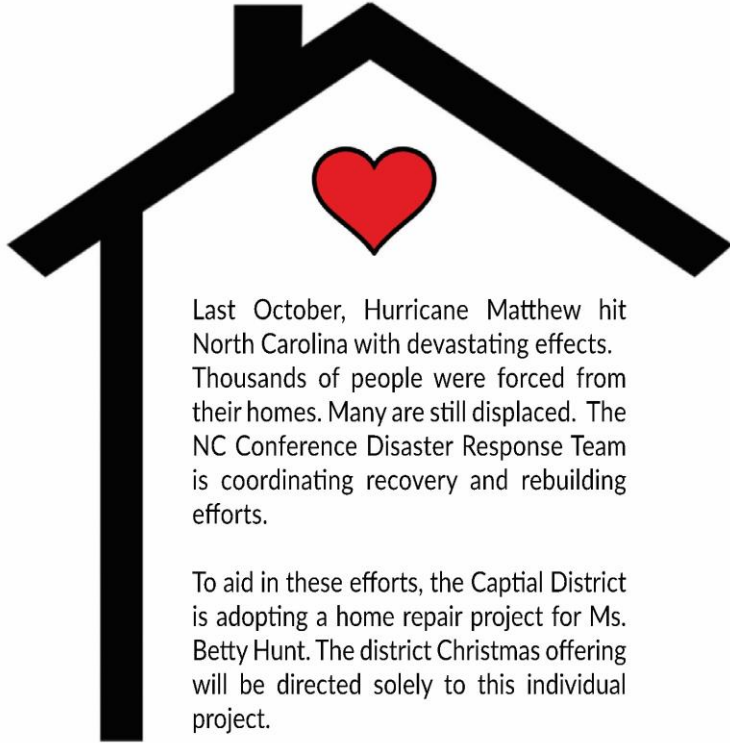 Last October, Hurricane Matthew hit
North Carolina with devastating effects.
Thousands of people were forced from
their homes. Many are still displaced. The
NC Conference Disaster Response Team
is coordinating recovery and rebuilding
efforts.
To aid in these efforts, the Captial District
is adopting a home repair project for Ms.
Betty Hunt. The district Christmas offering
will be directed solely to this individual
project.